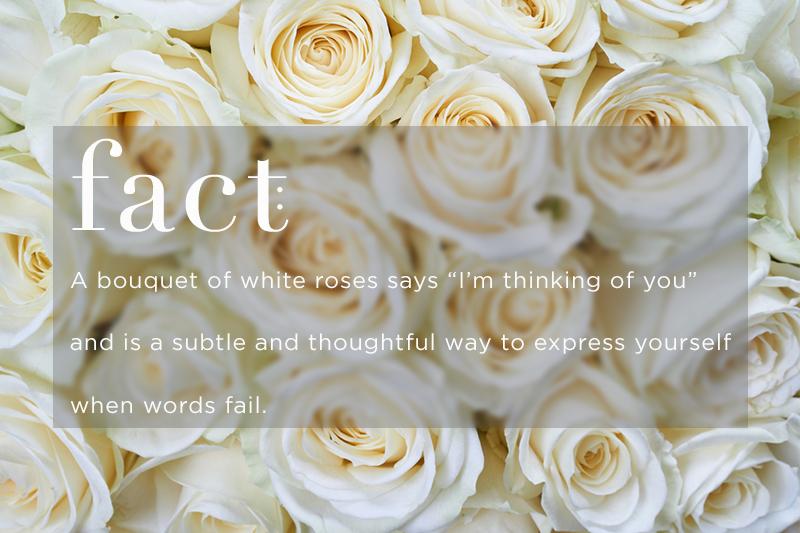 fact:
A bouquet of white roses says “I’m thinking of you”
and is a subtle and thoughtful way to express yourself
when words fail.